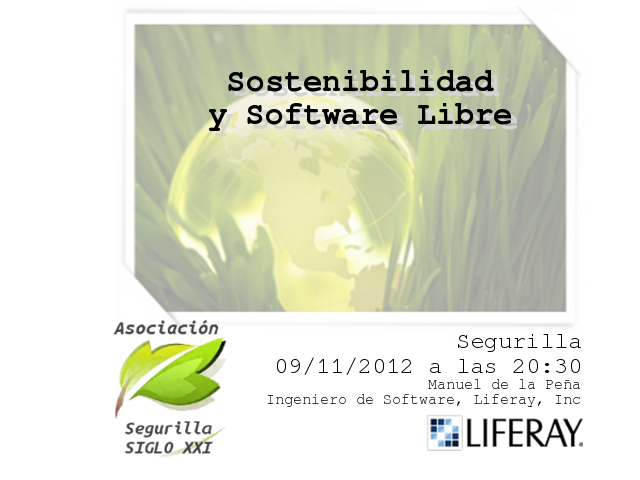 Sostenibilidad
y Software Libre
Asociación
Segurilla
SIGLO XXI
Segurilla
09/11/2012 a las 20:30
Manuel de la Peña
Ingeniero de Software, Liferay, Inc
LIFERAY.